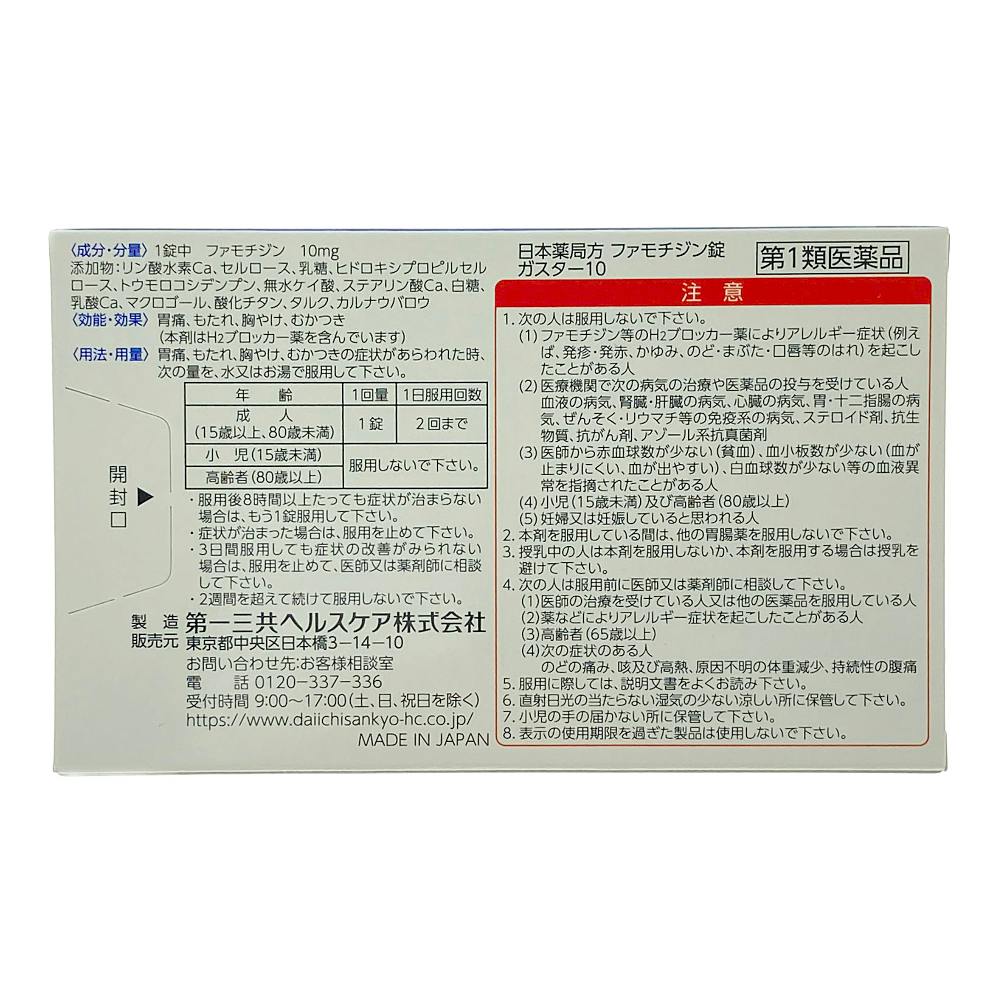 〈成分・分量〉 1錠中 ファモチジン 10mg
添加物:リン酸水素Ca、セルロース、乳糖、ヒドロキシプロピルセル
ロース、トウモロコシデンプン、無水ケイ酸、ステアリン酸Ca、白糖、
乳酸Ca、マクロゴール、酸化チタン、タルク、カルナウバロウ
〈効能・効果〉 胃痛、もたれ、胸やけ、むかつき
(本剤はH2ブロッカー薬を含んでいます)
〈用法・用量〉 胃痛、もたれ、胸やけ、むかつきの症状があらわれた時、
次の量を、水又はお湯で服用して下さい。
年 齢 1回量 1日服用回数
成 人
(15歳以上、80歳未満) 1錠 2回まで
小 児(15歳未満)
高齢者(80歳以上) 服用しないで下さい。
・服用後8時間以上たっても症状が治まらない
場合は、もう1錠服用して下さい。
・症状が治まった場合は、服用を止めて下さい。
・3日間服用しても症状の改善がみられない
場合は、服用を止めて、医師又は薬剤師に相談
して下さい。
・2週間を超えて続けて服用しないで下さい。
開封口 ▶
製 造
販売元 第一三共ヘルスケア株式会社
東京都中央区日本橋3-14-10
お問い合わせ先:お客様相談室
電 話 0120-337-336
受付時間 9:00~17:00(土、日、祝日を除く)
https://www.daiichisankyo-hc.co.jp/
MADE IN JAPAN
日本薬局方 ファモチジン錠
ガスター10
第1類医薬品
注 意
1. 次の人は服用しないで下さい。
(1)ファモチジン等のH2ブロッカー薬によりアレルギー症状(例え
ば、発疹・発赤、かゆみ、のど・まぶた・口唇等のはれ)を起こし
たことがある人
(2)医療機関で次の病気の治療や医薬品の投与を受けている人
血液の病気、腎臓・肝臓の病気、心臓の病気、胃・十二指腸の病
気、ぜんそく・リウマチ等の免疫系の病気、ステロイド剤、抗生
物質、抗がん剤、アゾール系抗真菌剤
(3)医師から赤血球数が少ない(貧血)、血小板数が少ない(血が
止まりにくい、血が出やすい)、白血球数が少ない等の血液異
常を指摘されたことがある人
(4)小児(15歳未満)及び高齢者(80歳以上)
(5)妊婦又は妊娠していると思われる人
2. 本剤を服用している間は、他の胃腸薬を服用しないで下さい。
3. 授乳中の人は本剤を服用しないか、本剤を服用する場合は授乳を
避けて下さい。
4. 次の人は服用前に医師又は薬剤師に相談して下さい。
(1)医師の治療を受けている人又は他の医薬品を服用している人
(2)薬などによりアレルギー症状を起こしたことがある人
(3)高齢者(65歳以上)
(4)次の症状のある人
のどの痛み、咳及び高熱、原因不明の体重減少、持続性の腹痛
5. 服用に際しては、説明文書をよくお読み下さい。
6. 直射日光の当たらない湿気の少ない涼しい所に保管して下さい。
7. 小児の手の届かない所に保管して下さい。
8. 表示の使用期限を過ぎた製品は使用しないで下さい。